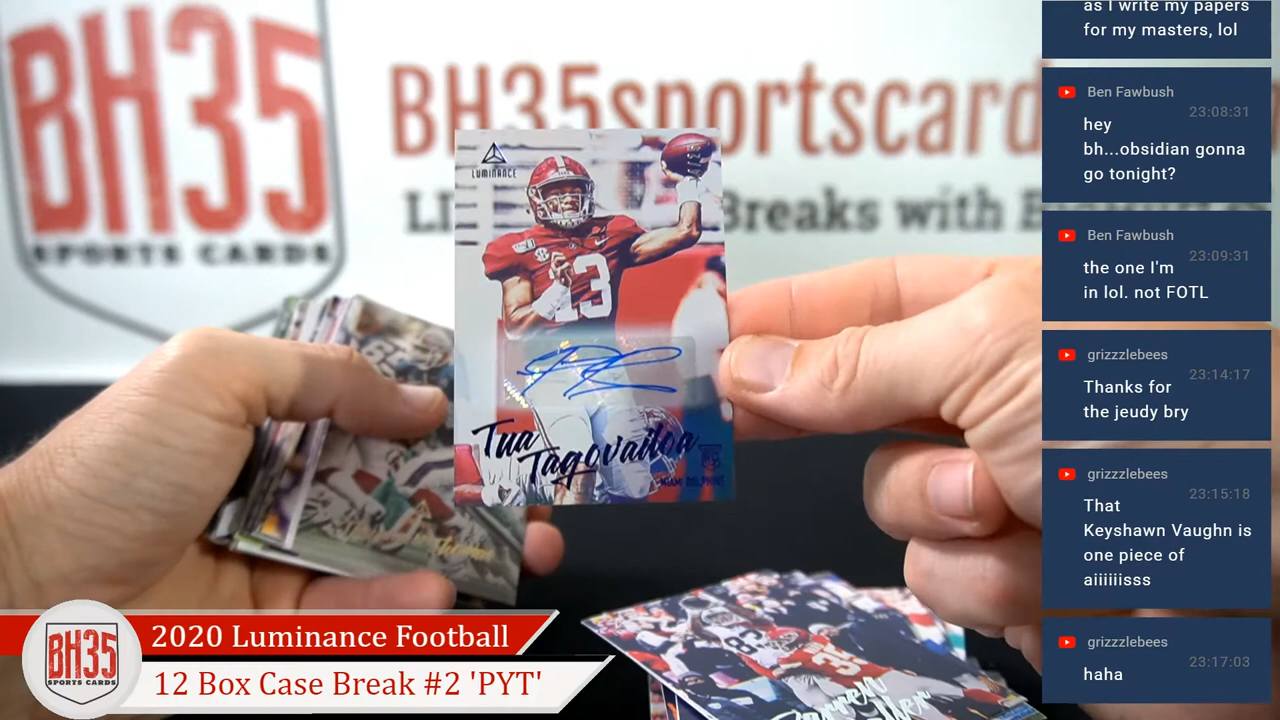 BH35
SPORTS CARDS
BH35sportscard
Breaks with
LUMINANCE
13
Tua
Tagovailoa
MIAMI DOLPHINS
BH35
SPORTS CARDS
2020 Luminance Football
12 Box Case Break #2 'PYT'
as I write my papers
for my masters, lol
Ben Fawbush
23:08:31
hey
bh...obsidian gonna
go tonight?
Ben Fawbush
23:09:31
the one I'm
in lol. not FOTL
grizzzlebees
23:14:17
Thanks for
the jeudy bry
grizzzlebees
23:15:18
That
Keyshawn Vaughn is
one piece of
aiiiiiisss
grizzzlebees
23:17:03
haha